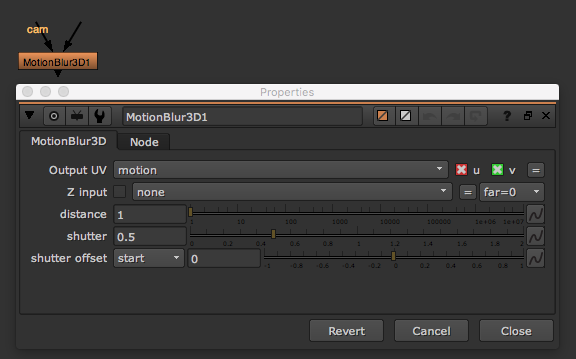 cam
MotionBlur3D1
Properties
MotionBlur3D1
?
MotionBlur3D Node
Output UV motion u v =
Z input none = far=0
distance 1
1 10 100 1000 10000 100000 1e+06 1e+07
shutter 0.5
0 0.2 0.4 0.6 0.8 1 1.2 1.4 1.6 1.8 2
shutter offset start 0
-1 -0.8 -0.6 -0.4 -0.2 0 0.2 0.4 0.6 0.8 1
Revert Cancel Close